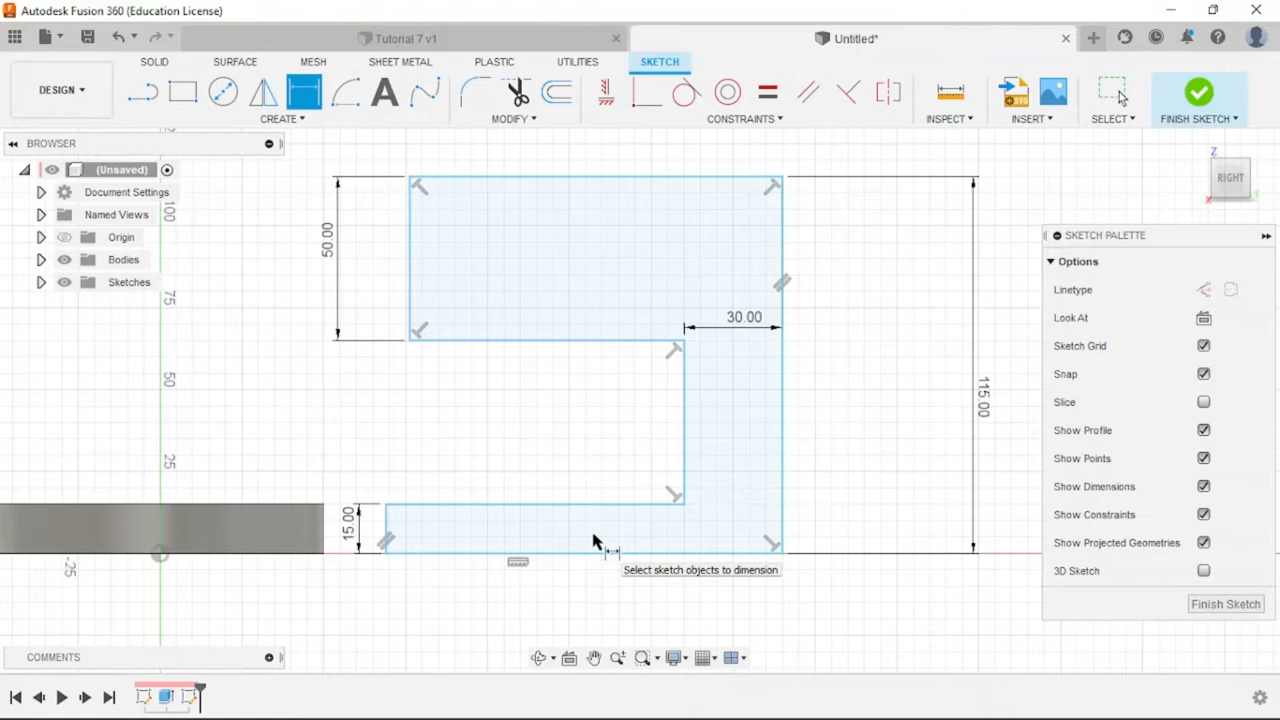 Autodesk Fusion 360 (Education License)
Tutorial 7 v1
Untitled*
SOLID
SURFACE
MESH
SHEET METAL
PLASTIC
UTILITIES
SKETCH
DESIGN
CREATE
MODIFY
CONSTRAINTS
INSPECT
INSERT
SELECT
FINISH SKETCH
BROWSER
(Unsaved)
Document Settings
Named Views
Origin
Bodies
Sketches
100
75
50
25
-25
50.00
30.00
115.00
15.00
Select sketch objects to dimension
Z
RIGHT
X
Y
SKETCH PALETTE
Options
Linetype
Look At
Sketch Grid
Snap
Slice
Show Profile
Show Points
Show Dimensions
Show Constraints
Show Projected Geometries
3D Sketch
Finish Sketch
COMMENTS